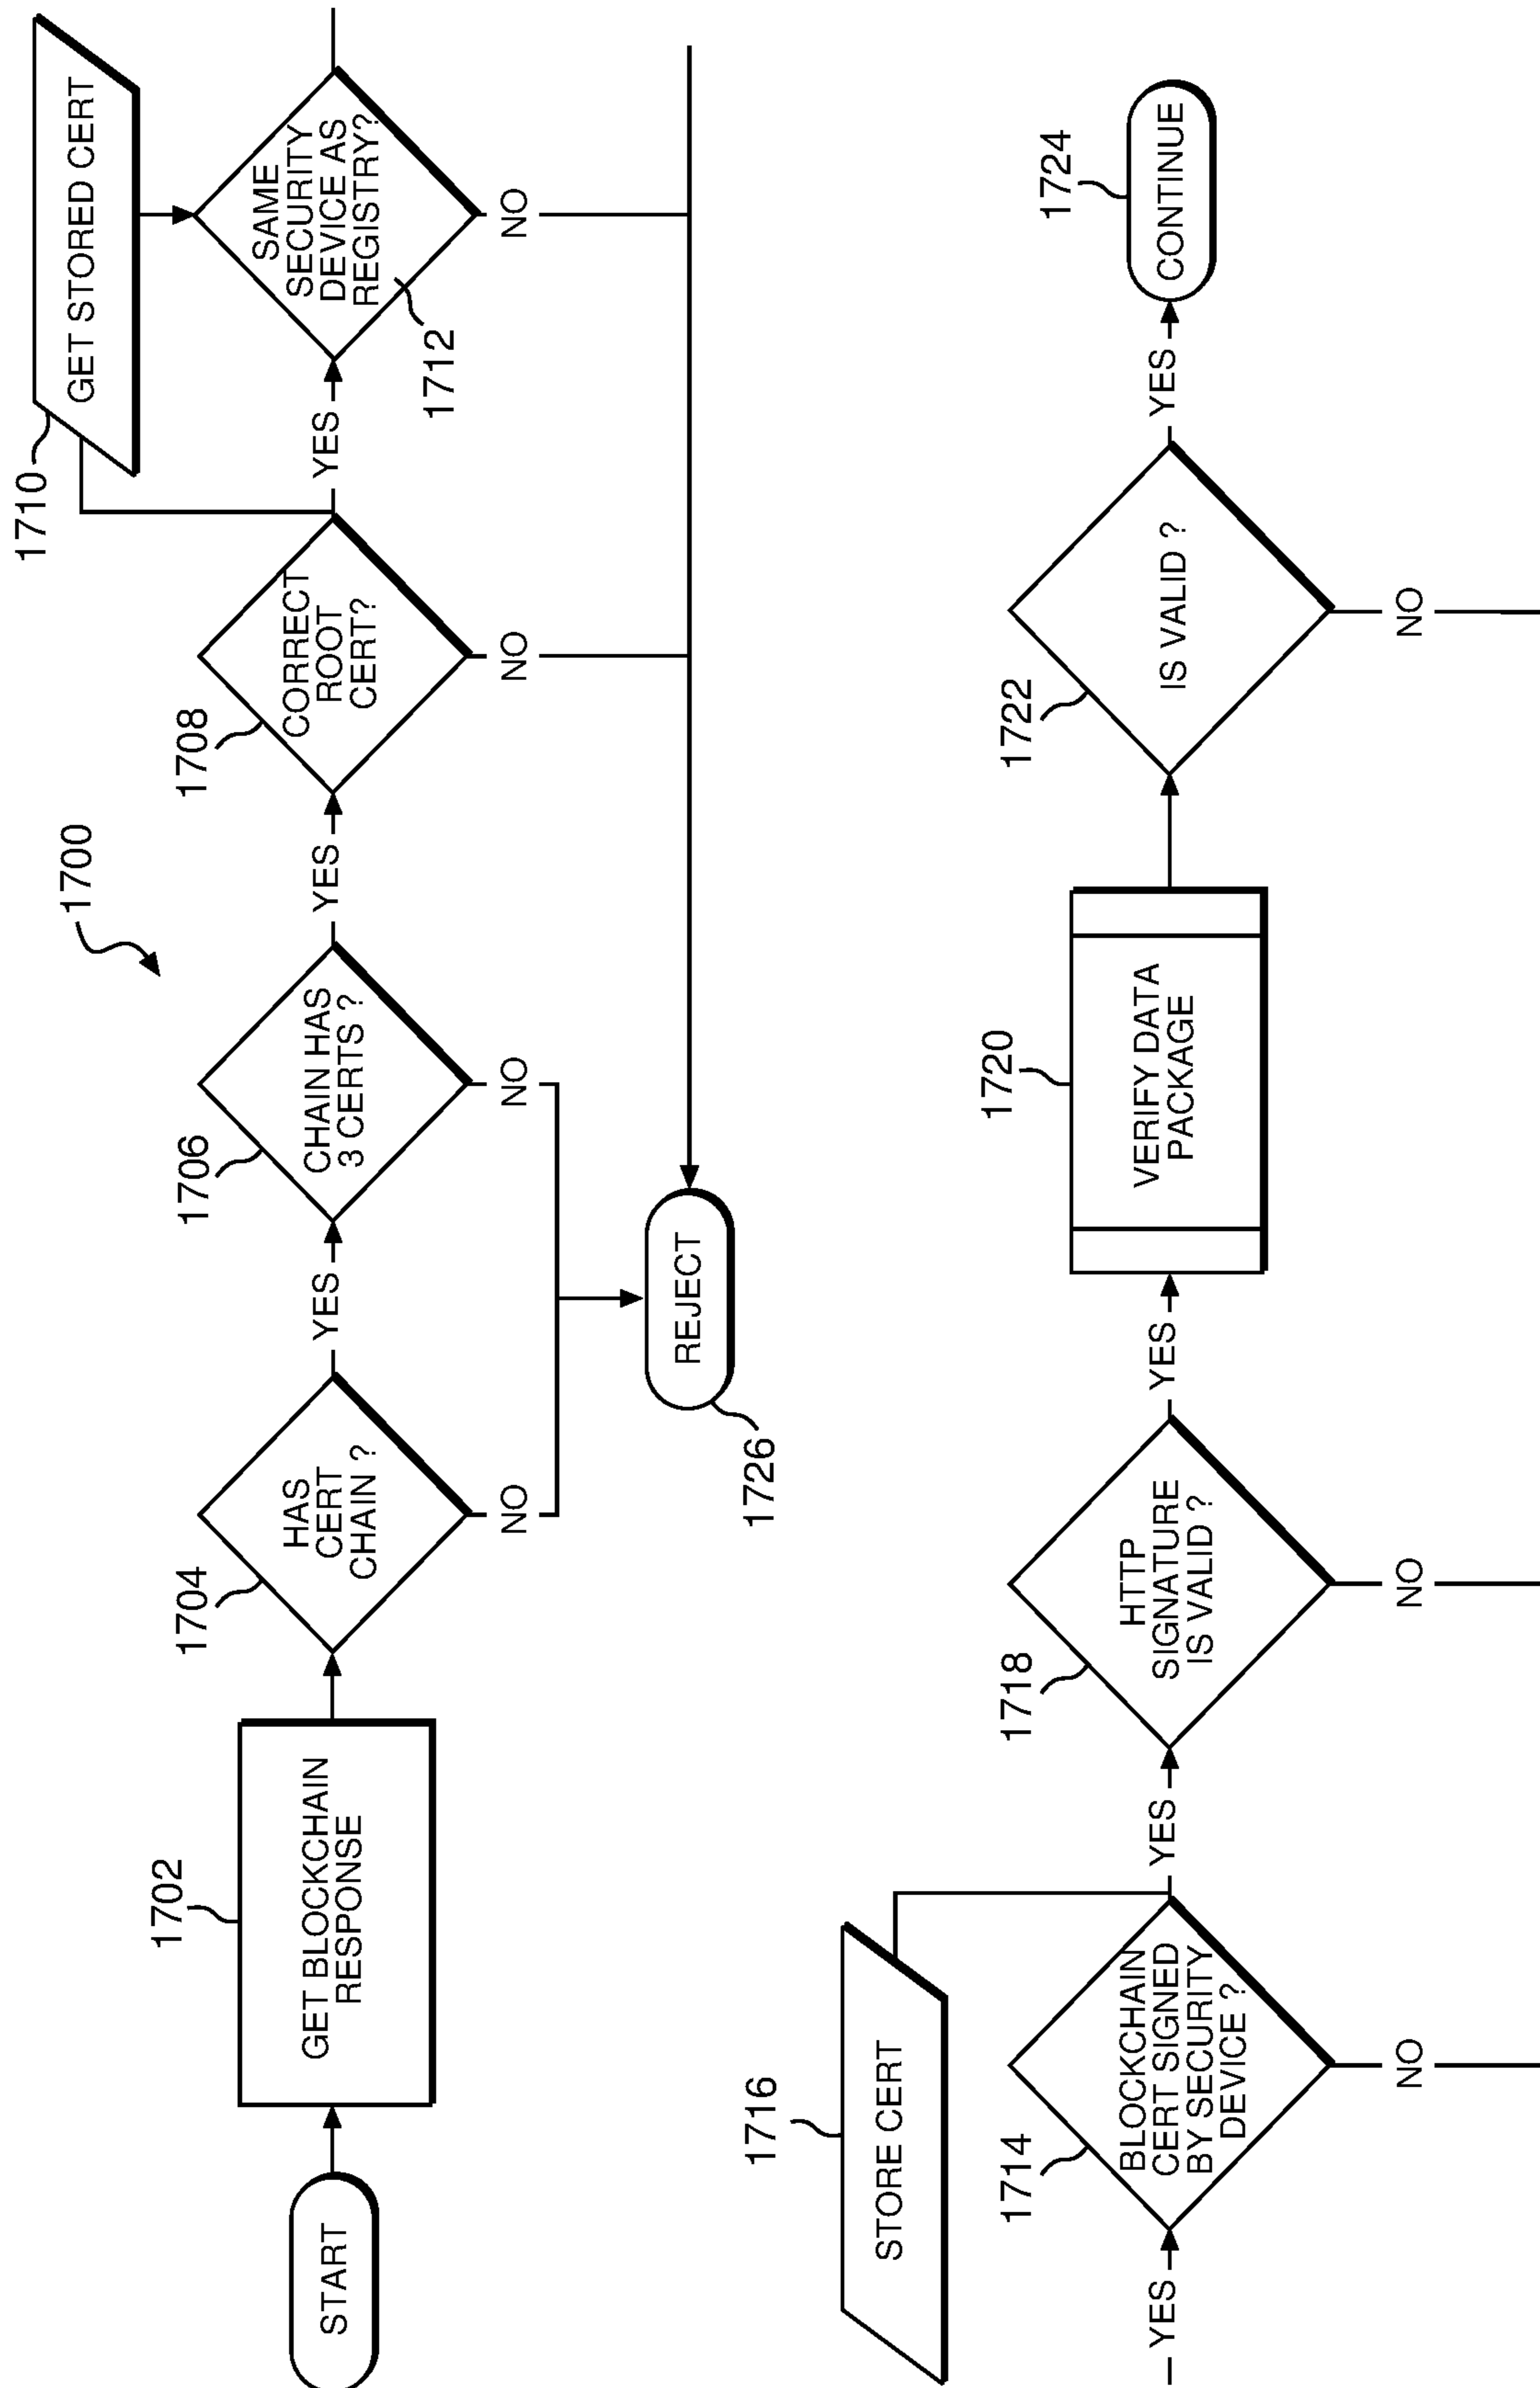 1700
START
1702
GET BLOCKCHAIN
RESPONSE
1704
HAS
CERT
CHAIN ?
YES
NO
1706
CHAIN HAS
3 CERTS ?
YES
NO
1708
CORRECT
ROOT
CERT?
YES
NO
1710
GET STORED CERT
1712
SAME
SECURITY
DEVICE AS
REGISTRY?
NO
REJECT
1726
YES
1714
BLOCKCHAIN
CERT SIGNED
BY SECURITY
DEVICE ?
YES
NO
1716
STORE CERT
1718
HTTP
SIGNATURE
IS VALID ?
YES
NO
1720
VERIFY DATA
PACKAGE
1722
IS VALID ?
YES
NO
1724
CONTINUE